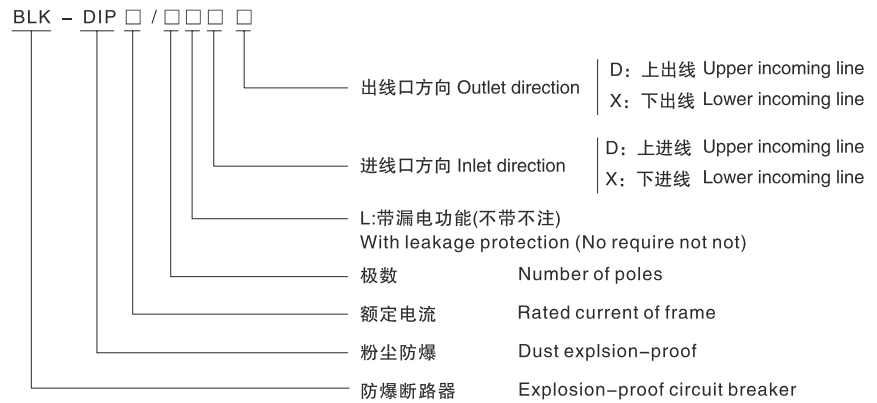 BLK – DIP□/□□□ □
出线口方向 Outlet direction
D：上出线 Upper incoming line
X：下出线 Lower incoming line
进线口方向 Inlet direction
D：上进线 Upper incoming line
X：下进线 Lower incoming line
L:带漏电功能(不带不注)
With leakage protection (No require not not)
极数 Number of poles
额定电流 Rated current of frame
粉尘防爆 Dust explsion–proof
防爆断路器 Explosion–proof circuit breaker